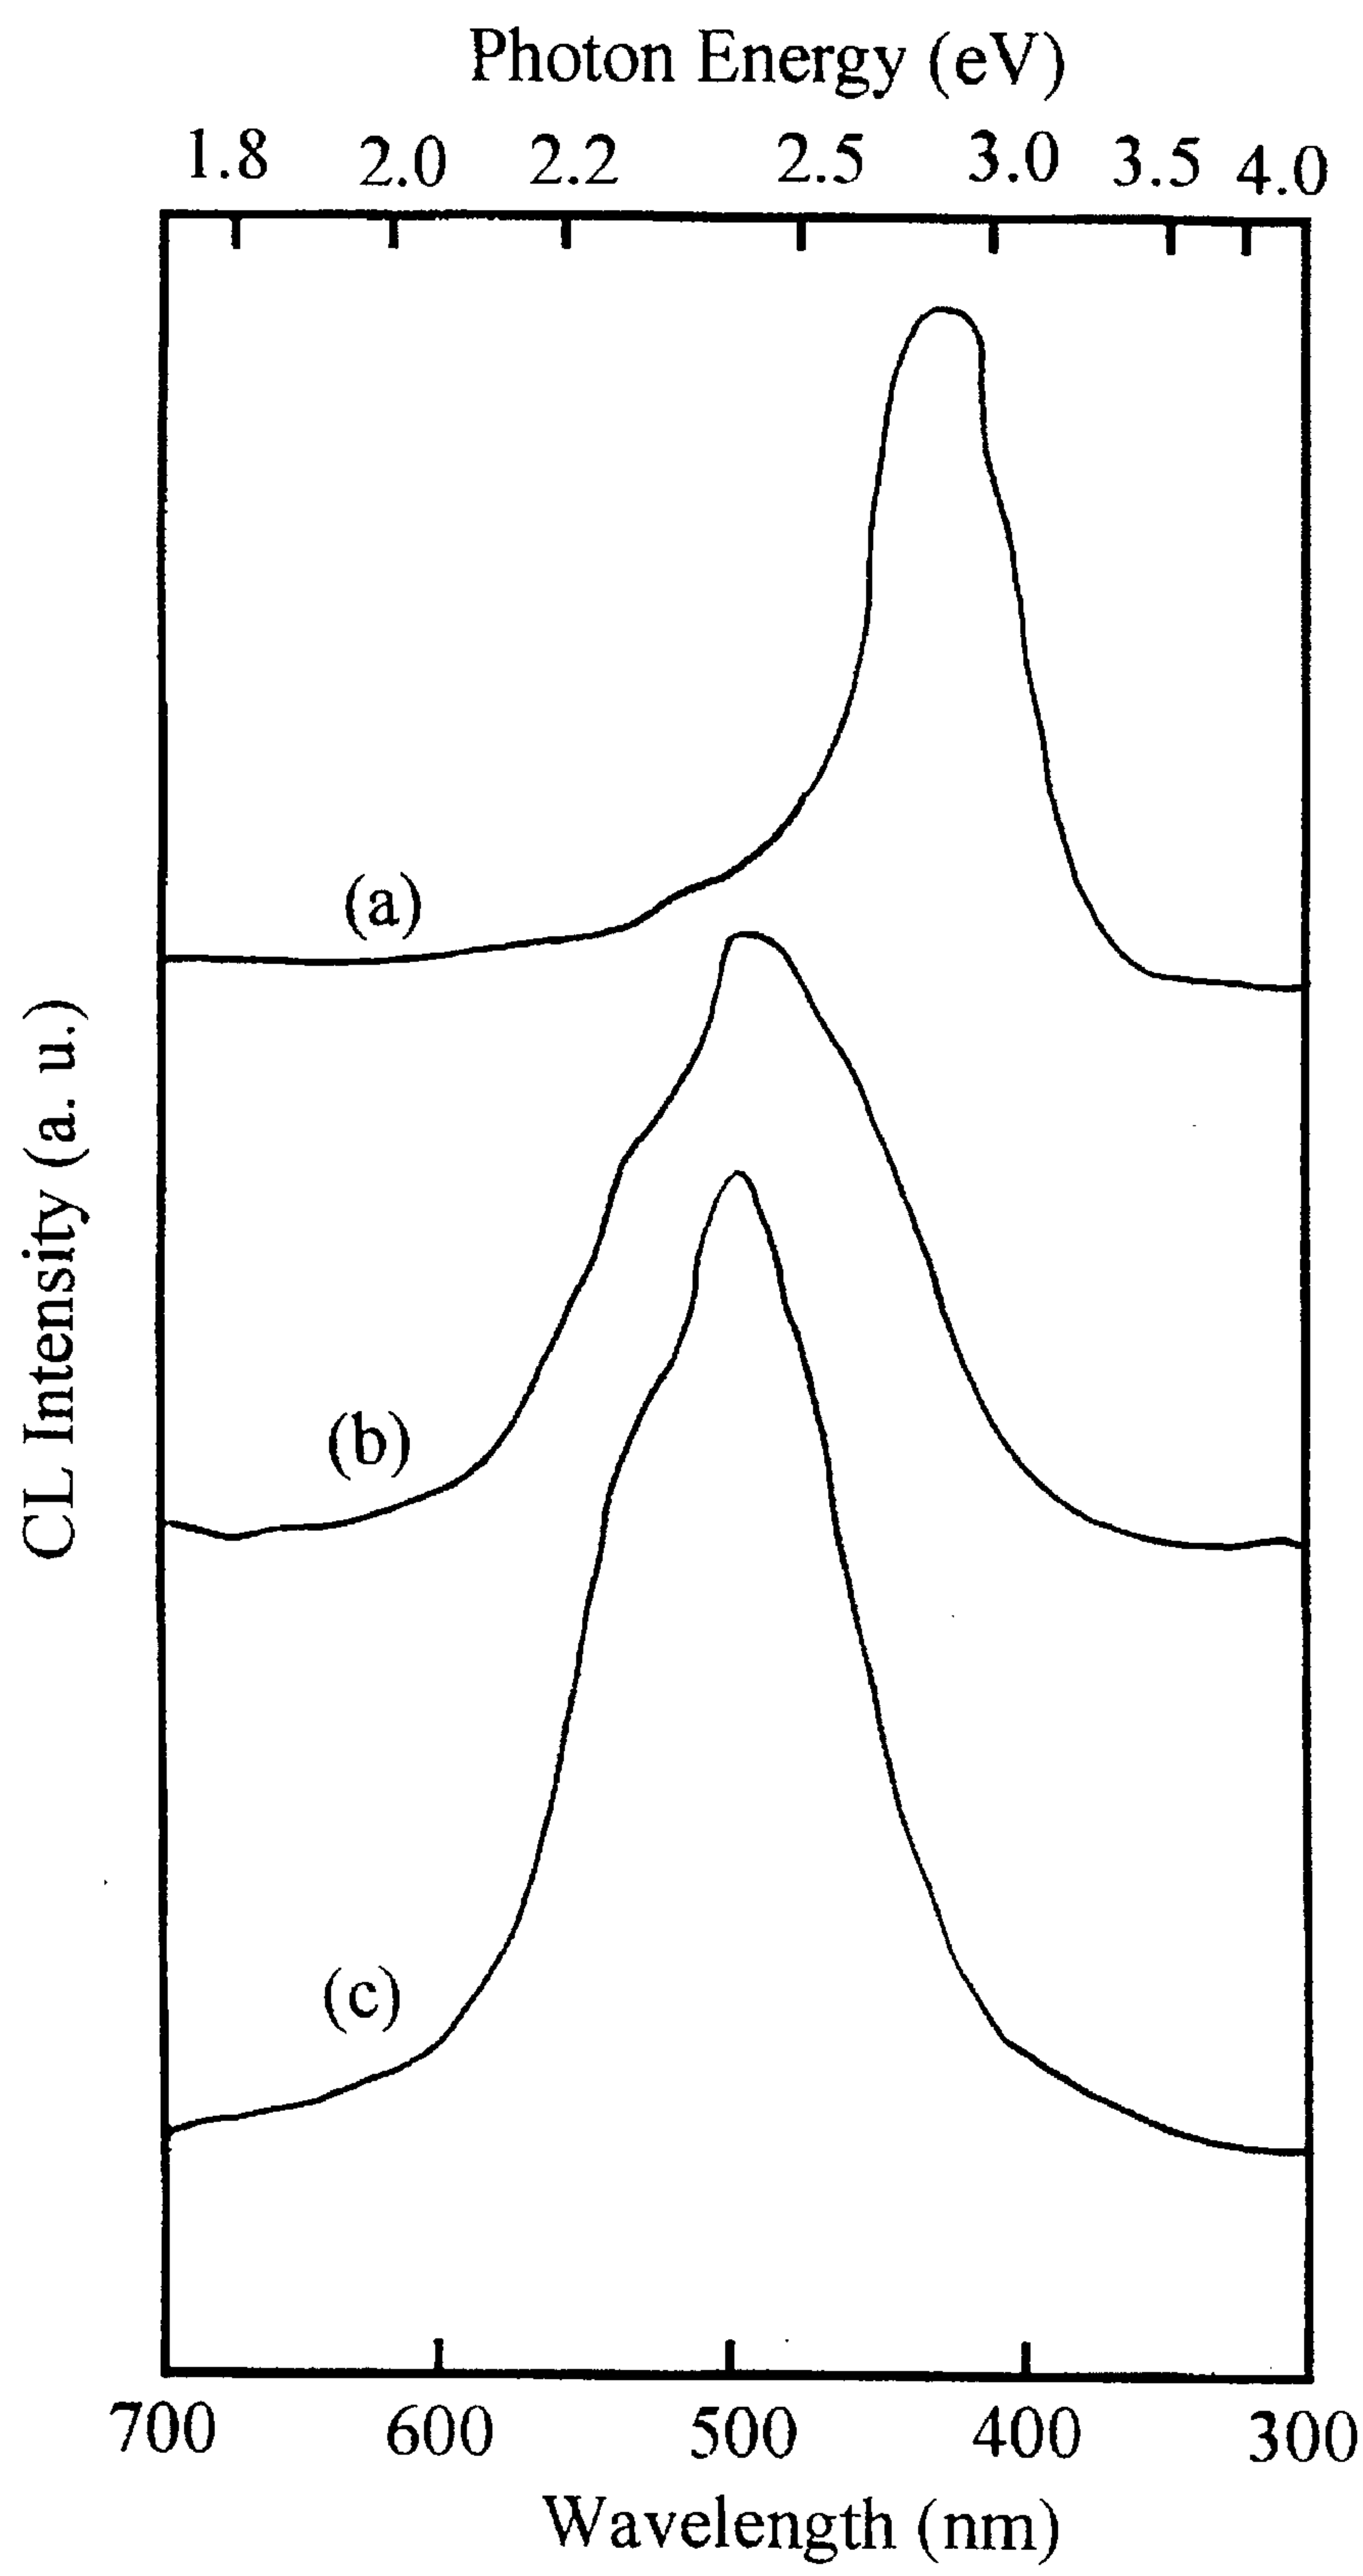 Photon Energy (eV)
1.8 2.0 2.2 2.5 3.0 3.5 4.0
(a)
CL Intensity (a. u.)
(b)
(c)
700 600 500 400 300
Wavelength (nm)